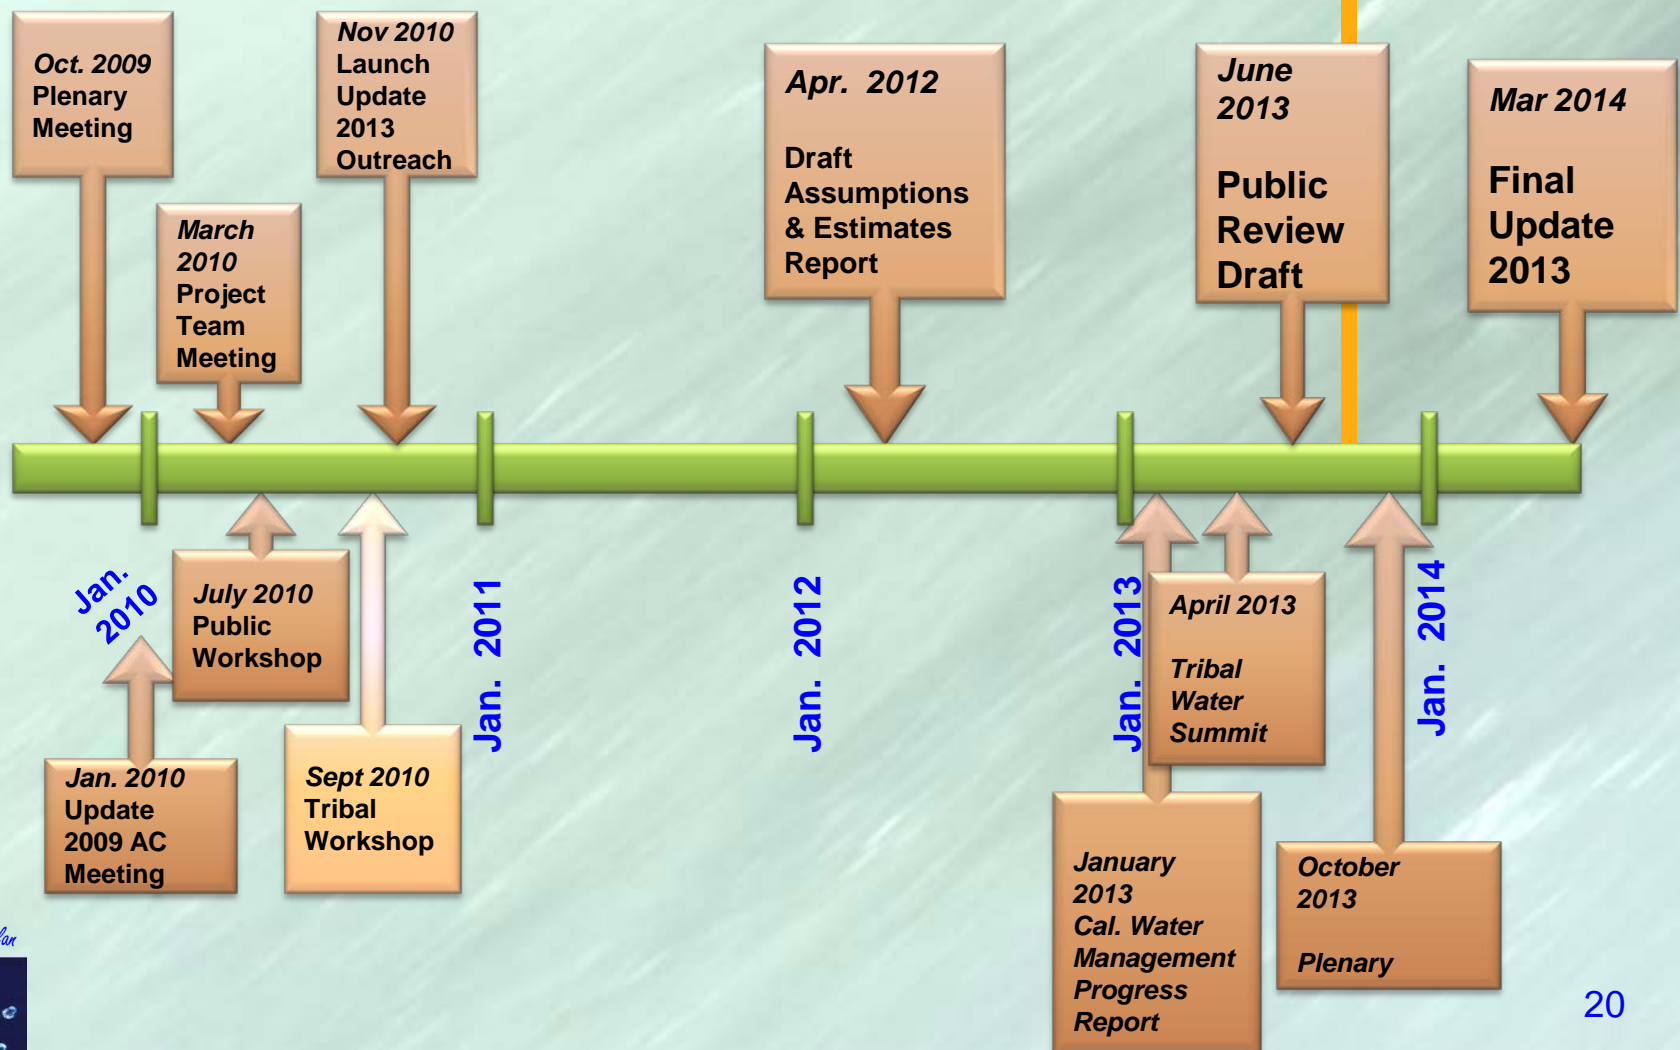 Oct. 2009
Plenary
Meeting
March
2010
Project
Team
Meeting
Nov 2010
Launch
Update
2013
Outreach
Apr. 2012
Draft
Assumptions
& Estimates
Report
June
2013
Public
Review
Draft
Mar 2014
Final
Update
2013
Jan.
2010
Jan. 2011
Jan. 2012
Jan. 2013
Jan. 2014
Jan. 2010
Update
2009 AC
Meeting
July 2010
Public
Workshop
Sept 2010
Tribal
Workshop
January
2013
Cal. Water
Management
Progress
Report
April 2013
Tribal
Water
Summit
October
2013
Plenary
20